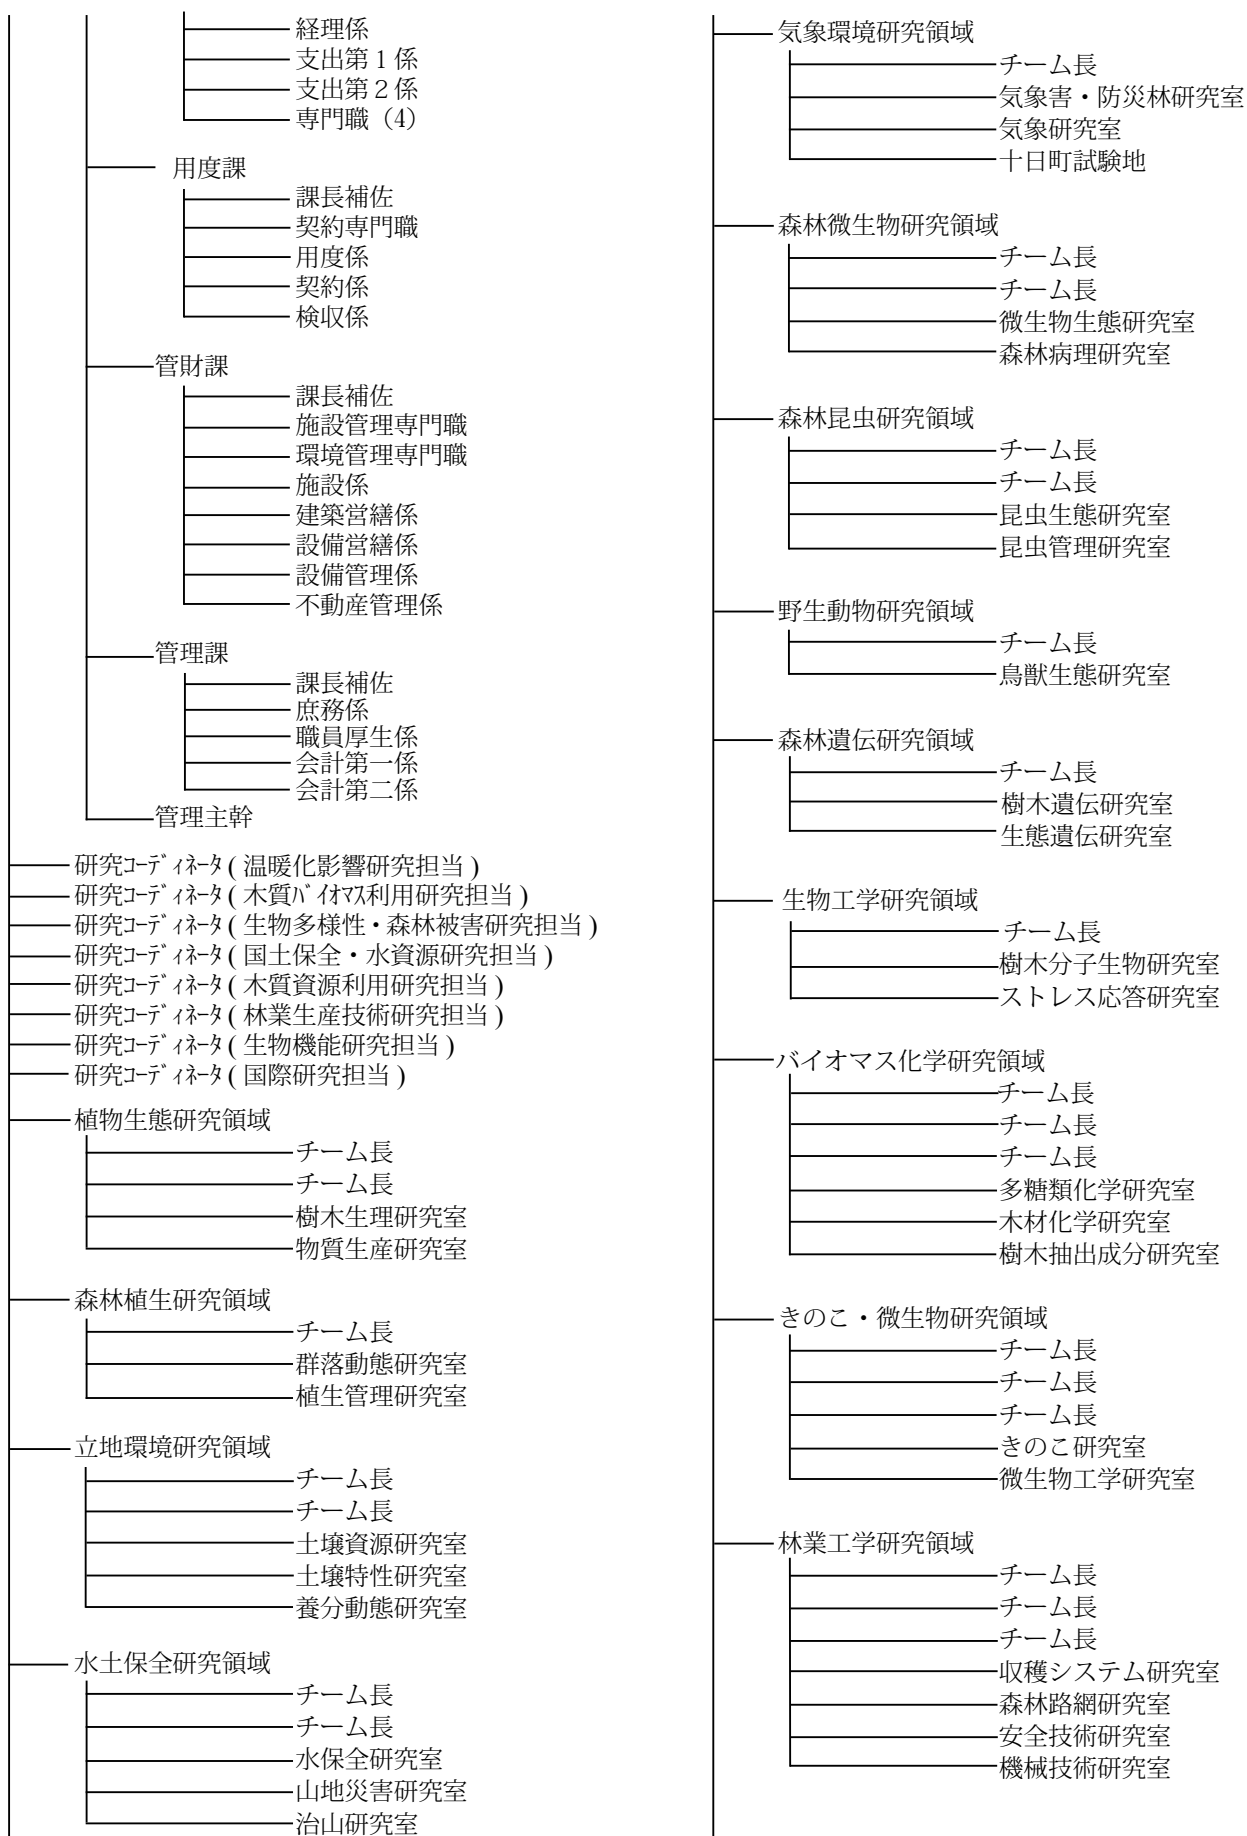 経理係
支出第１係
支出第２係
専門職（4）
用度課
課長補佐
契約専門職
用度係
契約係
検収係
管財課
課長補佐
施設管理専門職
環境管理専門職
施設係
建築営繕係
設備営繕係
設備管理係
不動産管理係
管理課
課長補佐
庶務係
職員厚生係
会計第一係
会計第二係
管理主幹
研究ｺｰﾃﾞｨﾈｰﾀ ( 温暖化影響研究担当 )
研究ｺｰﾃﾞｨﾈｰﾀ ( 木質ﾊﾞｲｵﾏｽ利用研究担当 )
研究ｺｰﾃﾞｨﾈｰﾀ ( 生物多様性・森林被害研究担当 )
研究ｺｰﾃﾞｨﾈｰﾀ ( 国土保全・水資源研究担当 )
研究ｺｰﾃﾞｨﾈｰﾀ ( 木質資源利用研究担当 )
研究ｺｰﾃﾞｨﾈｰﾀ ( 林業生産技術研究担当 )
研究ｺｰﾃﾞｨﾈｰﾀ ( 生物機能研究担当 )
研究ｺｰﾃﾞｨﾈｰﾀ ( 国際研究担当 )
植物生態研究領域
チーム長
チーム長
樹木生理研究室
物質生産研究室
森林植生研究領域
チーム長
群落動態研究室
植生管理研究室
立地環境研究領域
チーム長
チーム長
土壌資源研究室
土壌特性研究室
養分動態研究室
水土保全研究領域
チーム長
チーム長
水保全研究室
山地災害研究室
治山研究室
気象環境研究領域
チーム長
気象害・防災林研究室
気象研究室
十日町試験地
森林微生物研究領域
チーム長
チーム長
微生物生態研究室
森林病理研究室
森林昆虫研究領域
チーム長
チーム長
昆虫生態研究室
昆虫管理研究室
野生動物研究領域
チーム長
鳥獣生態研究室
森林遺伝研究領域
チーム長
樹木遺伝研究室
生態遺伝研究室
生物工学研究領域
チーム長
樹木分子生物研究室
ストレス応答研究室
バイオマス化学研究領域
チーム長
チーム長
チーム長
多糖類化学研究室
木材化学研究室
樹木抽出成分研究室
きのこ・微生物研究領域
チーム長
チーム長
チーム長
きのこ研究室
微生物工学研究室
林業工学研究領域
チーム長
チーム長
チーム長
収穫システム研究室
森林路網研究室
安全技術研究室
機械技術研究室